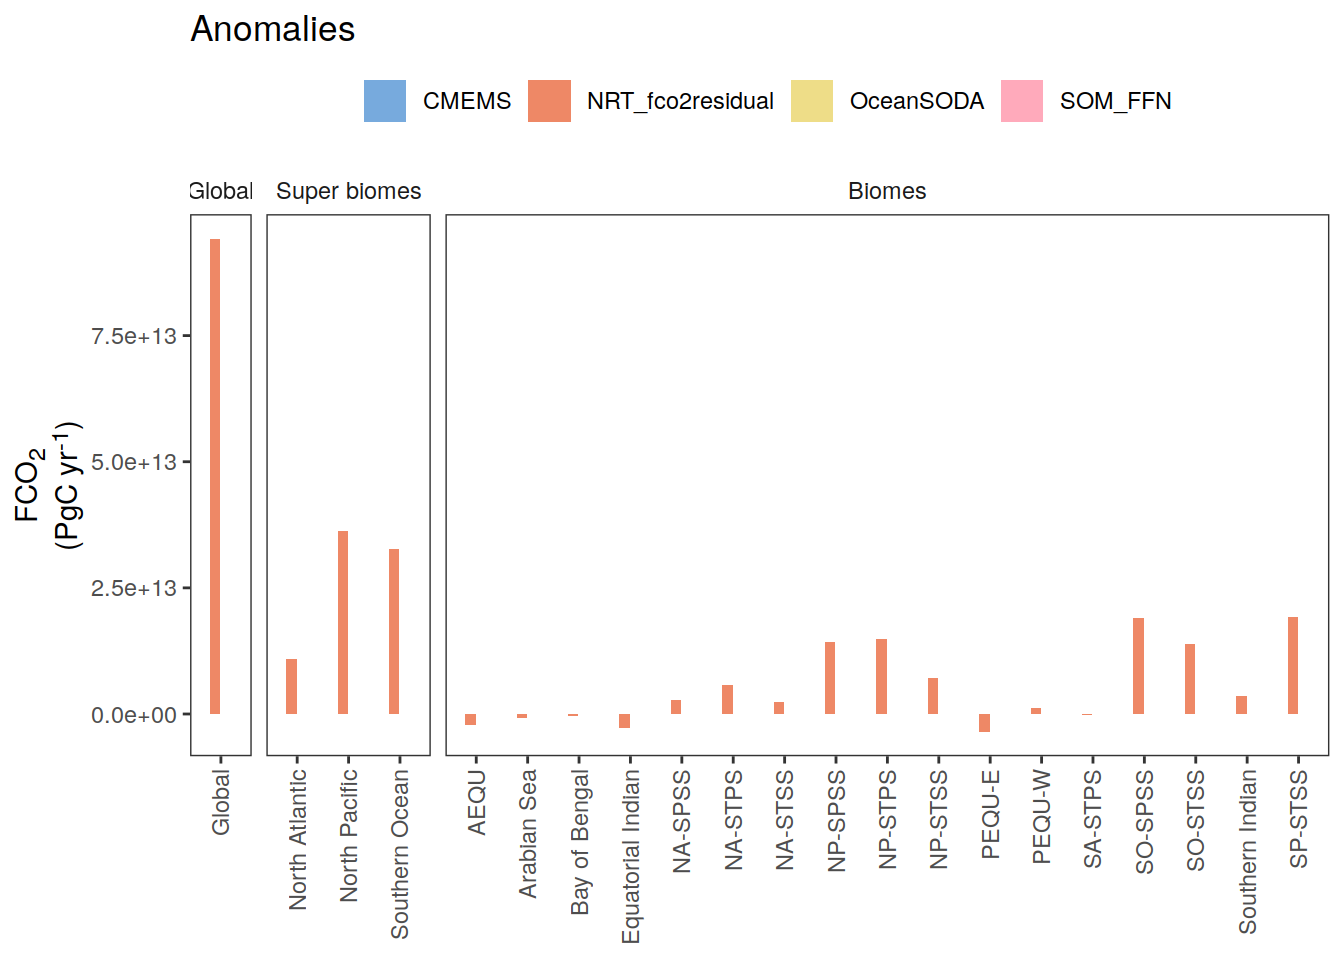 Anomalies
CMEMS NRT_fco2residual OceanSODA SOM_FFN
Global Super biomes Biomes
FCO2
(PgC yr-1)
7.5e+13
5.0e+13
2.5e+13
0.0e+00
Global
North Atlantic
North Pacific
Southern Ocean
AEQU
Arabian Sea
Bay of Bengal
Equatorial Indian
NA-SPSS
NA-STPS
NA-STSS
NP-SPSS
NP-STPS
NP-STSS
PEQU-E
PEQU-W
SA-STPS
SO-SPSS
SO-STSS
Southern Indian
SP-STSS